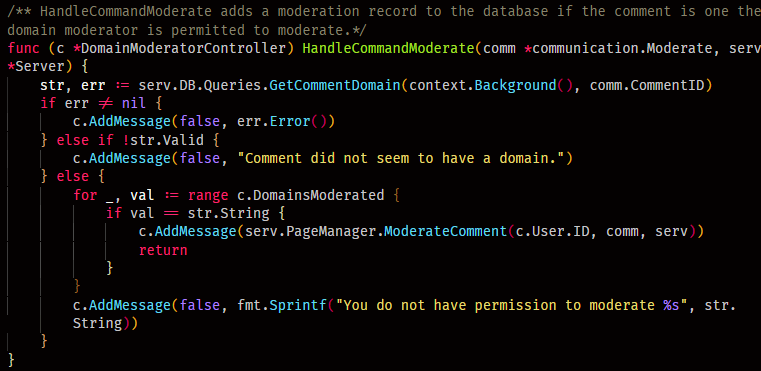 /** HandleCommandModerate adds a moderation record to the database if the comment is one the
domain moderator is permitted to moderate.*/
func (c *DomainModeratorController) HandleCommandModerate(comm *communication.Moderate, serv
*Server) {
    str, err := serv.DB.Queries.GetCommentDomain(context.Background(), comm.CommentID)
    if err ≠ nil {
        c.AddMessage(false, err.Error())
    } else if !str.Valid {
        c.AddMessage(false, "Comment did not seem to have a domain.")
    } else {
        for _, val := range c.DomainsModerated {
            if val == str.String {
                c.AddMessage(serv.PageManager.ModerateComment(c.User.ID, comm, serv))
                return
            }
        }
        c.AddMessage(false, fmt.Sprintf("You do not have permission to moderate %s", str.
        String))
    }
}